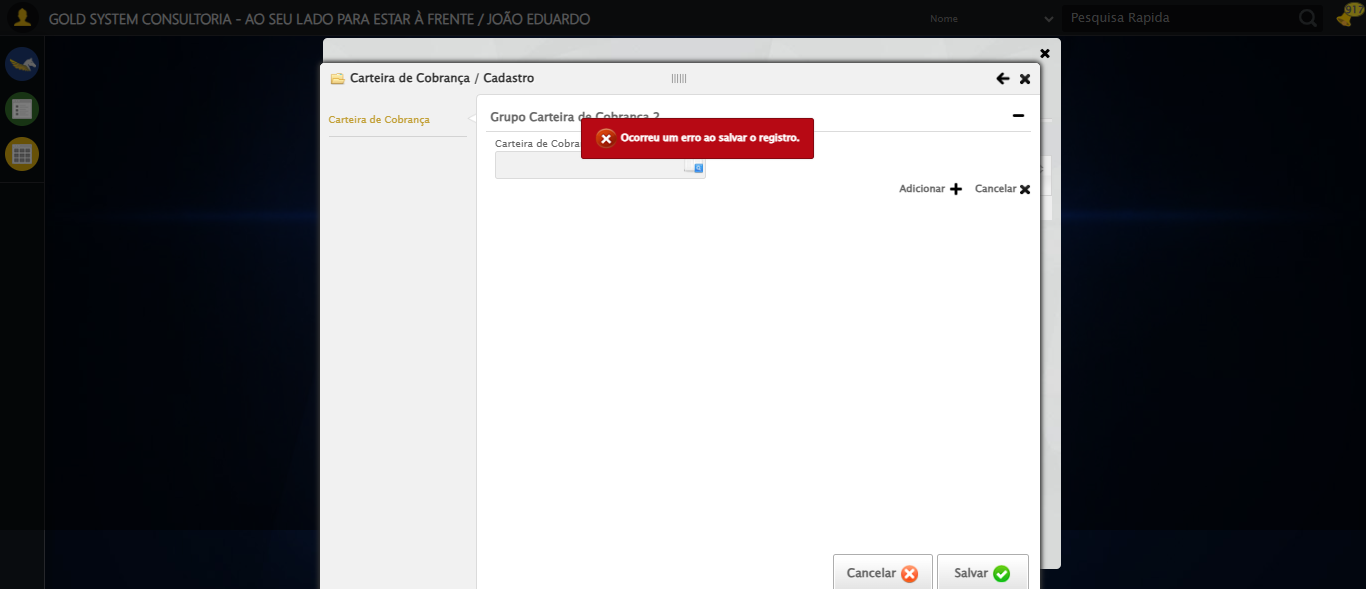 GOLD SYSTEM CONSULTORIA - AO SEU LADO PARA ESTAR À FRENTE / JOÃO EDUARDO
Nome
Pesquisa Rapida
917
Carteira de Cobrança / Cadastro
Carteira de Cobrança
Grupo Carteira de Cobrança 2
Ocorreu um erro ao salvar o registro.
Carteira de Cobra
Adicionar
Cancelar
Cancelar
Salvar